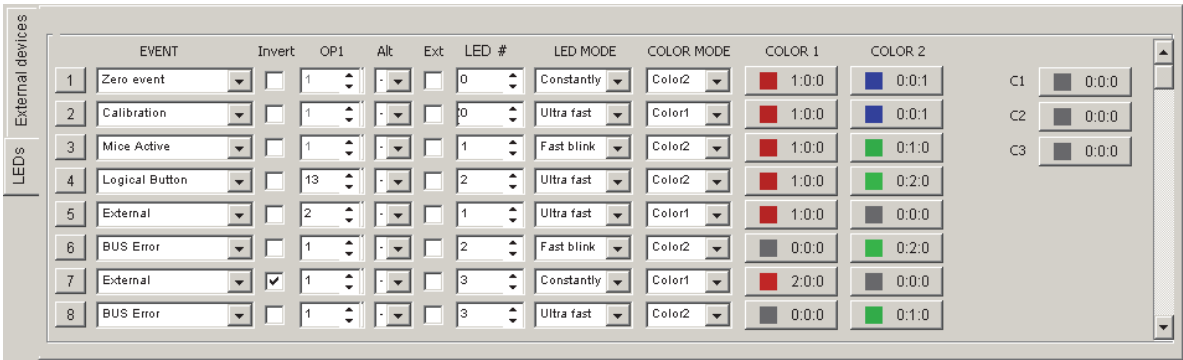 External devices
LEDs
EVENT Invert OP1 Alt Ext LED # LED MODE COLOR MODE COLOR 1 COLOR 2
1 Zero event 1 - 0 Constantly Color2 1:0:0 0:0:1 C1 0:0:0
2 Calibration 1 - 0 Ultra fast Color1 1:0:0 0:0:1 C2 0:0:0
3 Mice Active 1 - 1 Fast blink Color2 1:0:0 0:1:0 C3 0:0:0
4 Logical Button 13 - 2 Ultra fast Color2 1:0:0 0:2:0
5 External 2 - 1 Ultra fast Color1 1:0:0 0:0:0
6 BUS Error 1 - 2 Fast blink Color2 0:0:0 0:2:0
7 External 1 - 3 Constantly Color1 2:0:0 0:0:0
8 BUS Error 1 - 3 Ultra fast Color2 0:0:0 0:1:0